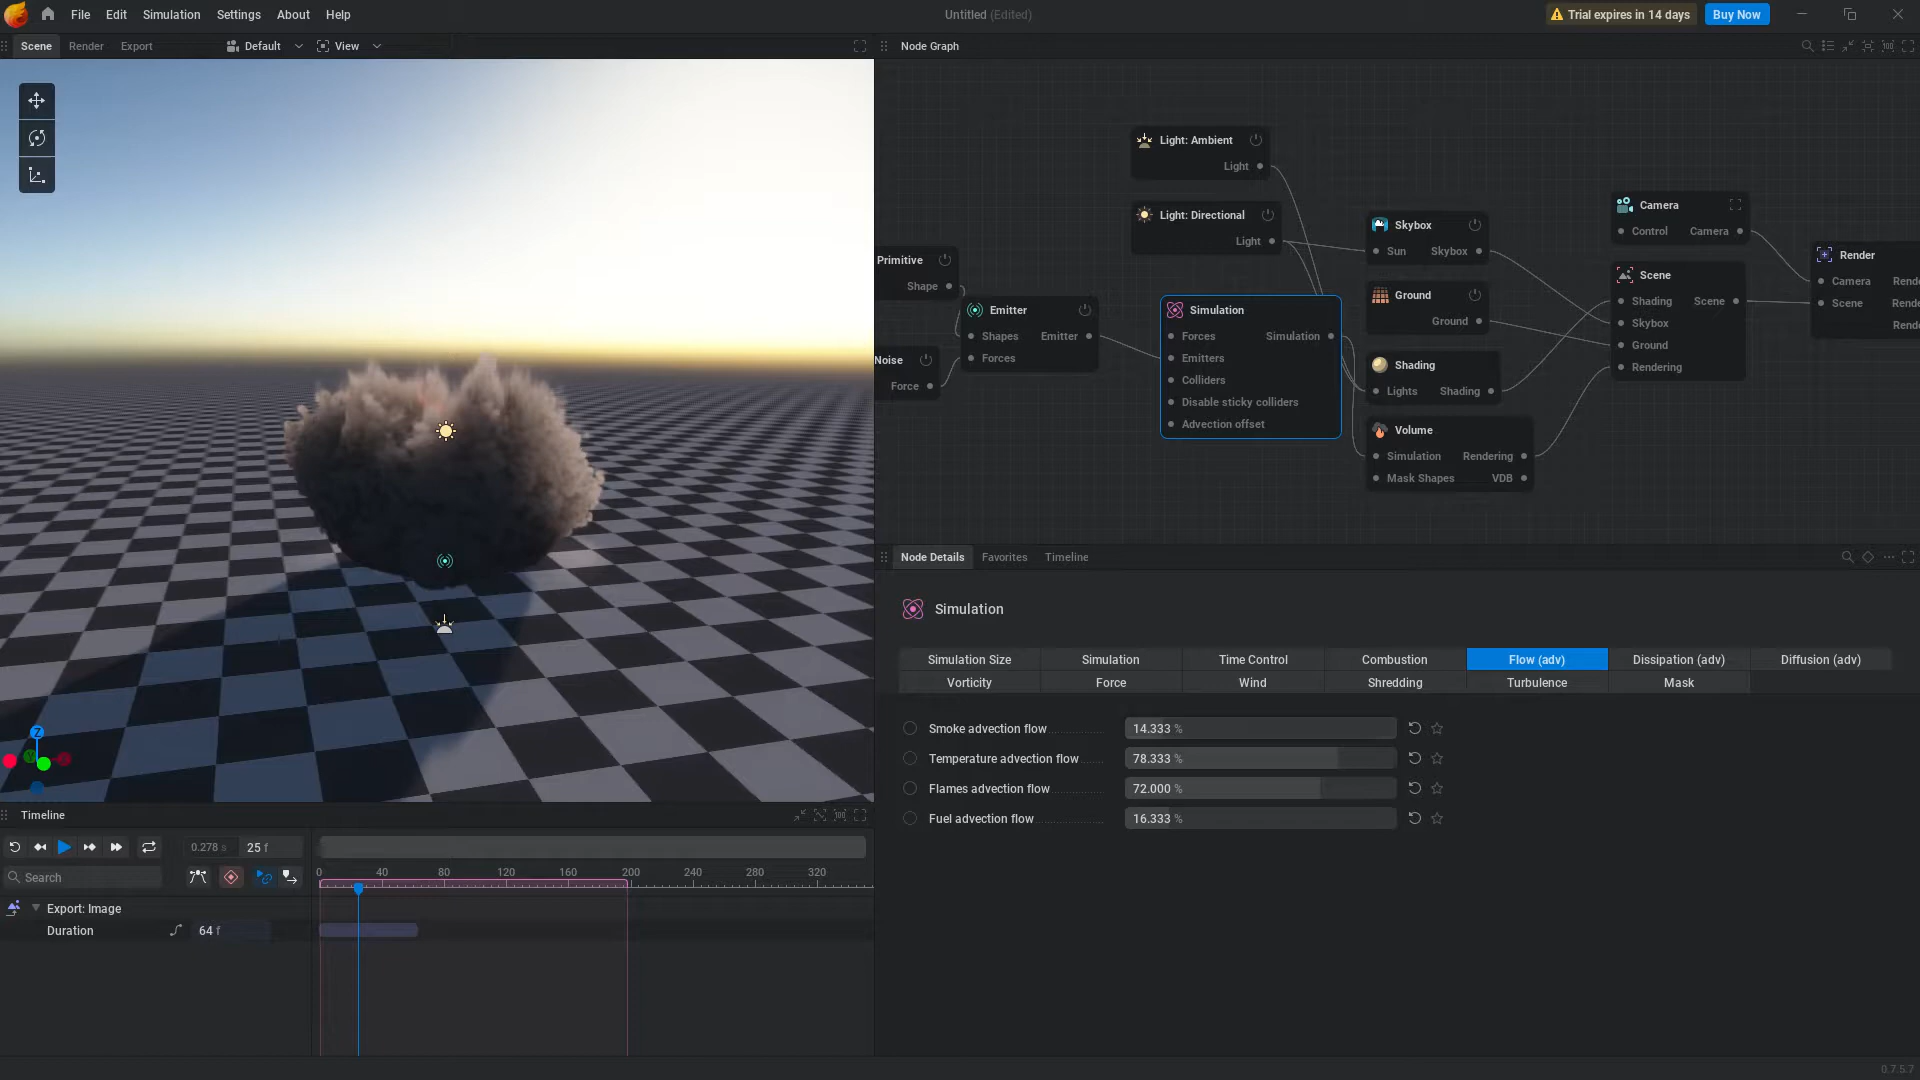 File Edit Simulation Settings About Help
Untitled (Edited)
Trial expires in 14 days
Buy Now
Scene Render Export
Default
View
Node Graph
Light: Ambient
Light
Light: Directional
Light
Primitive
Shape
Noise
Force
Emitter
Shapes Emitter
Forces
Simulation
Forces Simulation
Emitters
Colliders
Disable sticky colliders
Advection offset
Skybox
Sun Skybox
Ground
Ground
Shading
Lights Shading
Volume
Simulation Rendering
Mask Shapes VDB
Camera
Control Camera
Scene
Shading Scene
Skybox
Ground
Rendering
Render
Camera Rende
Scene Rende
Rende
Node Details Favorites Timeline
Simulation
Simulation Size Simulation Time Control Combustion Flow (adv) Dissipation (adv) Diffusion (adv)
Vorticity Force Wind Shredding Turbulence Mask
Smoke advection flow 14.333 %
Temperature advection flow 78.333 %
Flames advection flow 72.000 %
Fuel advection flow 16.333 %
Z
Timeline
0.278 s 25 f
Search
0 40 80 120 160 200 240 280 320
Export: Image
Duration 64 f
0.7.5.7